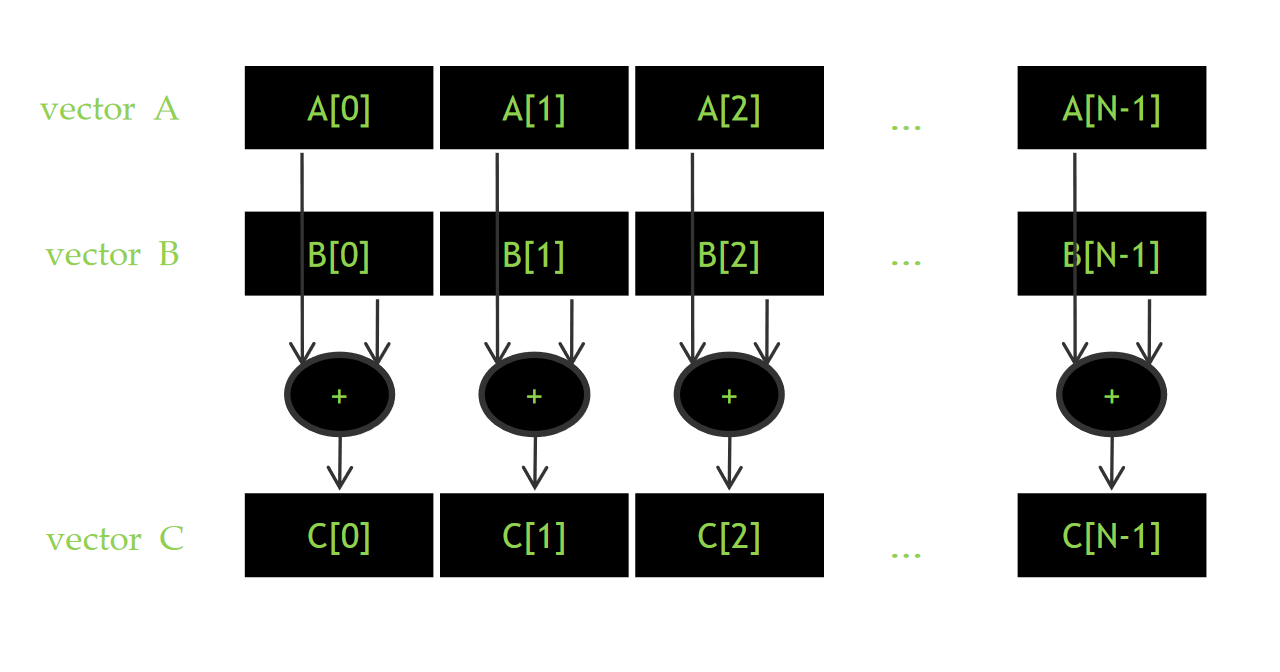 vector A A[0] A[1] A[2] ... A[N-1]
vector B B[0] B[1] B[2] ... B[N-1]
+ + + +
vector C C[0] C[1] C[2] ... C[N-1]